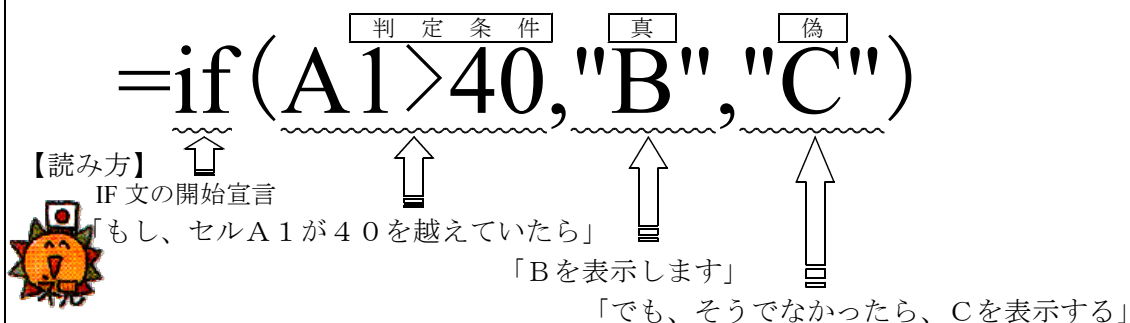 判定条件 真 偽
=if(A1>40,"B","C")
【読み方】
IF文の開始宣言
「もし、セルA1が40を越えていたら」
「Bを表示します」
祝
「でも、そうでなかったら、Cを表示する」